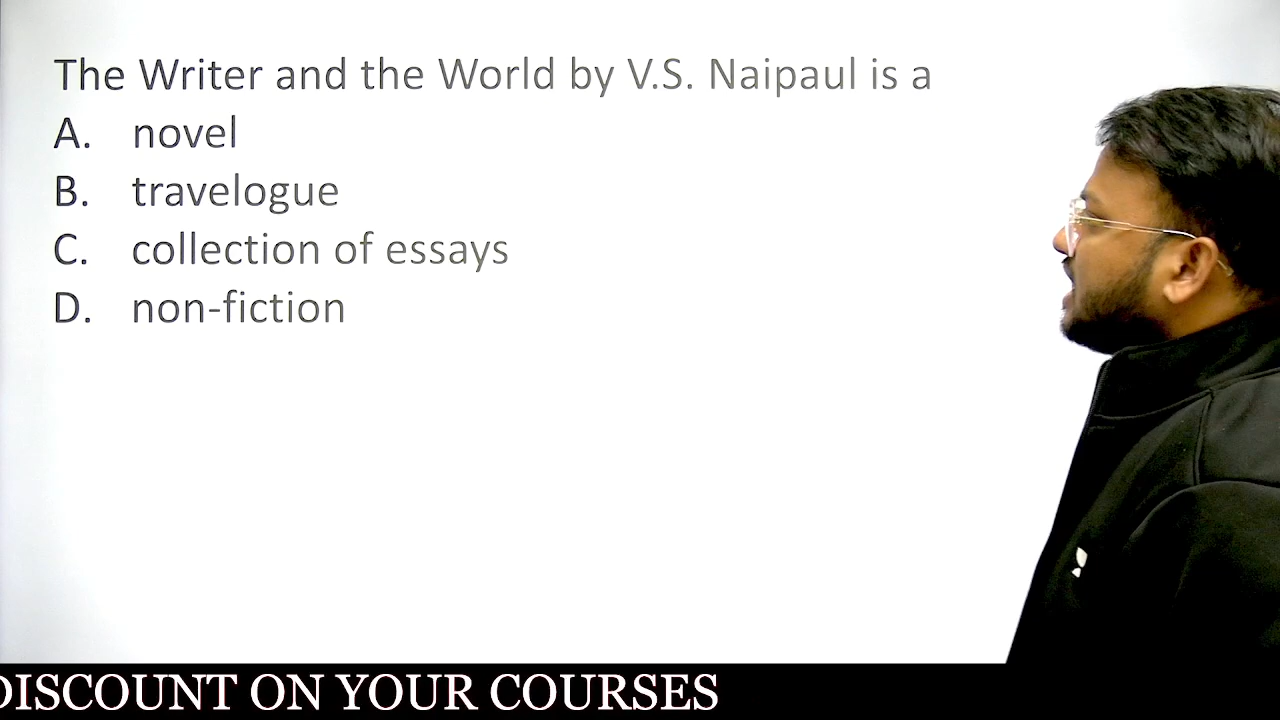 The Writer and the World by V.S. Naipaul is a
A. novel
B. travelogue
C. collection of essays
D. non-fiction
DISCOUNT ON YOUR COURSES